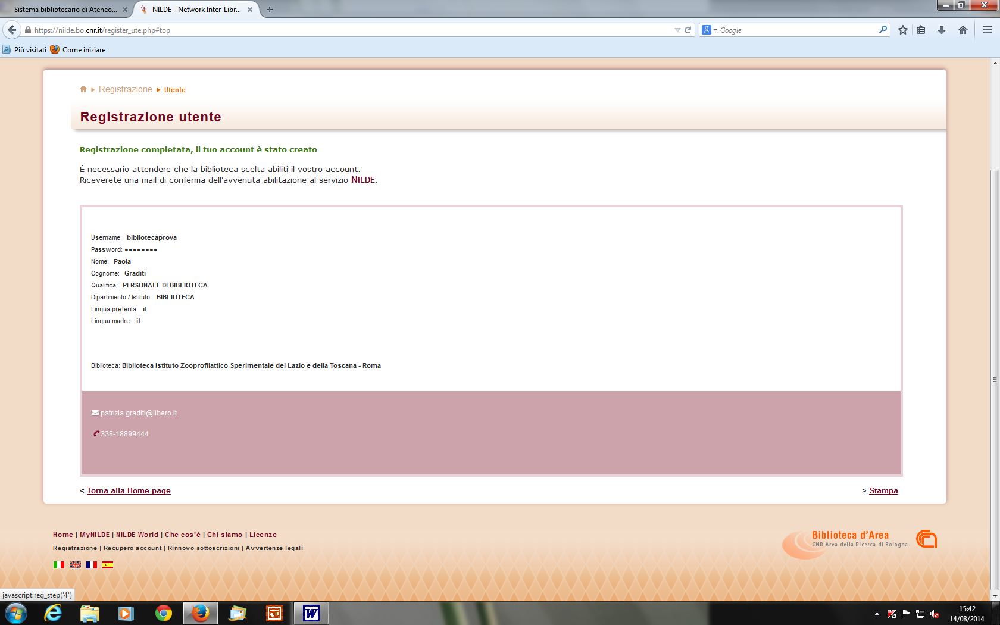 Sistema bibliotecario di Ateneo...
NILDE - Network Inter-Libr...
https://nilde.bo.cnr.it/register_ute.php#top
Google
Più visitati
Come iniziare
Registrazione
Utente
Registrazione utente
Registrazione completata, il tuo account è stato creato
È necessario attendere che la biblioteca scelta abiliti il vostro account.
Riceverete una mail di conferma dell'avvenuta abilitazione al servizio NILDE.
Username: bibliotecaprova
Password: ●●●●●●●●
Nome: Paola
Cognome: Graditi
Qualifica: PERSONALE DI BIBLIOTECA
Dipartimento / Istituto: BIBLIOTECA
Lingua preferita: it
Lingua madre: it
Biblioteca: Biblioteca Istituto Zooprofilattico Sperimentale del Lazio e della Toscana - Roma
patrizia.graditi@libero.it
338-18899444
< Torna alla Home-page
> Stampa
Home | MyNILDE | NILDE World | Che cos'è | Chi siamo | Licenze
Registrazione | Recupero account | Rinnovo sottoscrizioni | Avvertenze legali
Biblioteca d'Area
CNR Area della Ricerca di Bologna
javascript:reg_step('4')
15:42
14/08/2014